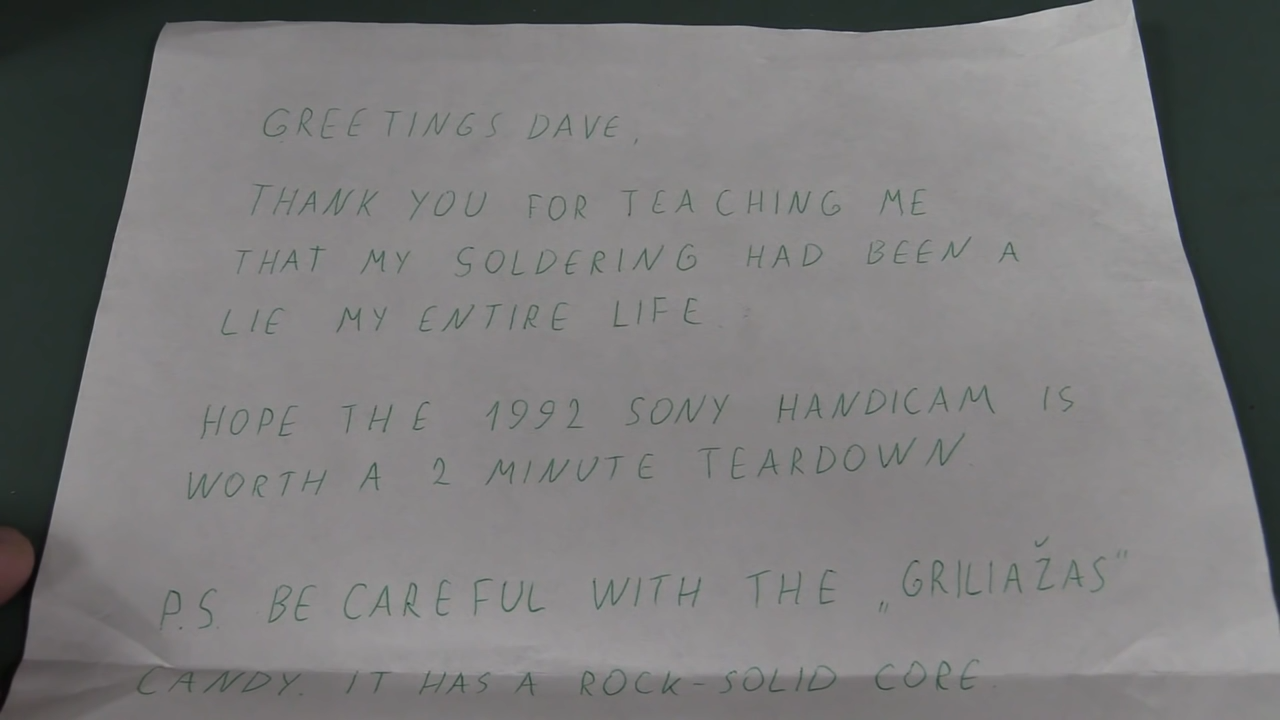 GREETINGS DAVE,
THANK YOU FOR TEACHING ME
THAT MY SOLDERING HAD BEEN A
LIE MY ENTIRE LIFE.
HOPE THE 1992 SONY HANDICAM IS
WORTH A 2 MINUTE TEARDOWN.
P.S. BE CAREFUL WITH THE „GRILIAŽAS“
CANDY. IT HAS A ROCK-SOLID CORE.